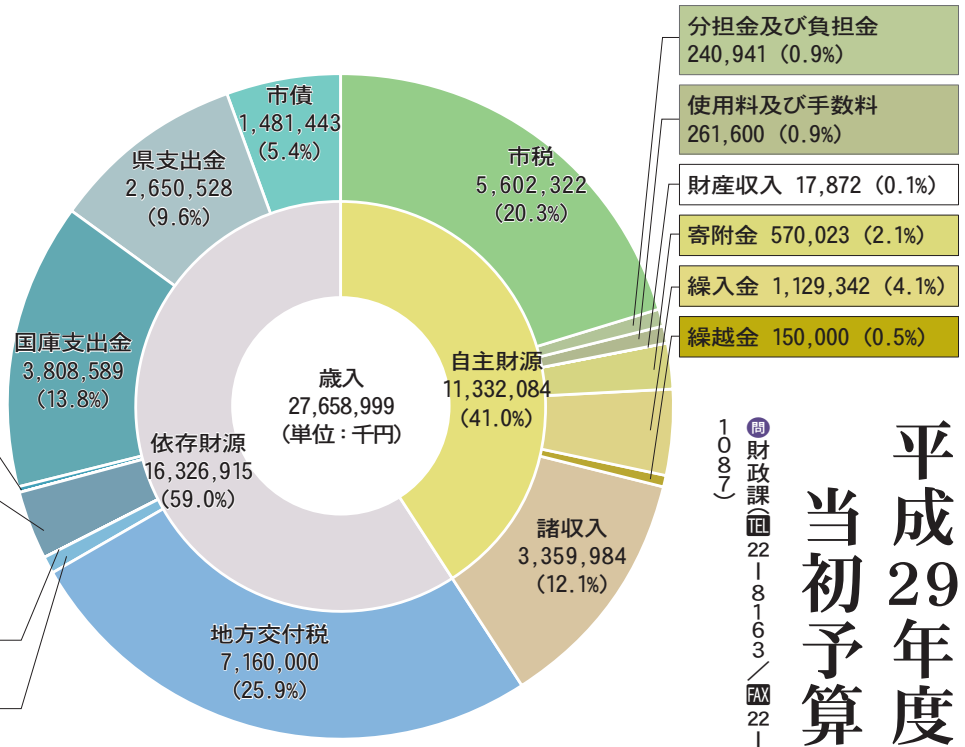 平成29年度
当初予算
問財政課(TEL22-8163/FAX22-
1087)
歳入
27,658,999
(単位:千円)
自主財源
11,332,084
(41.0%)
依存財源
16,326,915
(59.0%)
市税
5,602,322
(20.3%)
分担金及び負担金
240,941 (0.9%)
使用料及び手数料
261,600 (0.9%)
財産収入 17,872 (0.1%)
寄附金 570,023 (2.1%)
繰入金 1,129,342 (4.1%)
繰越金 150,000 (0.5%)
諸収入
3,359,984
(12.1%)
地方交付税
7,160,000
(25.9%)
国庫支出金
3,808,589
(13.8%)
県支出金
2,650,528
(9.6%)
市債
1,481,443
(5.4%)